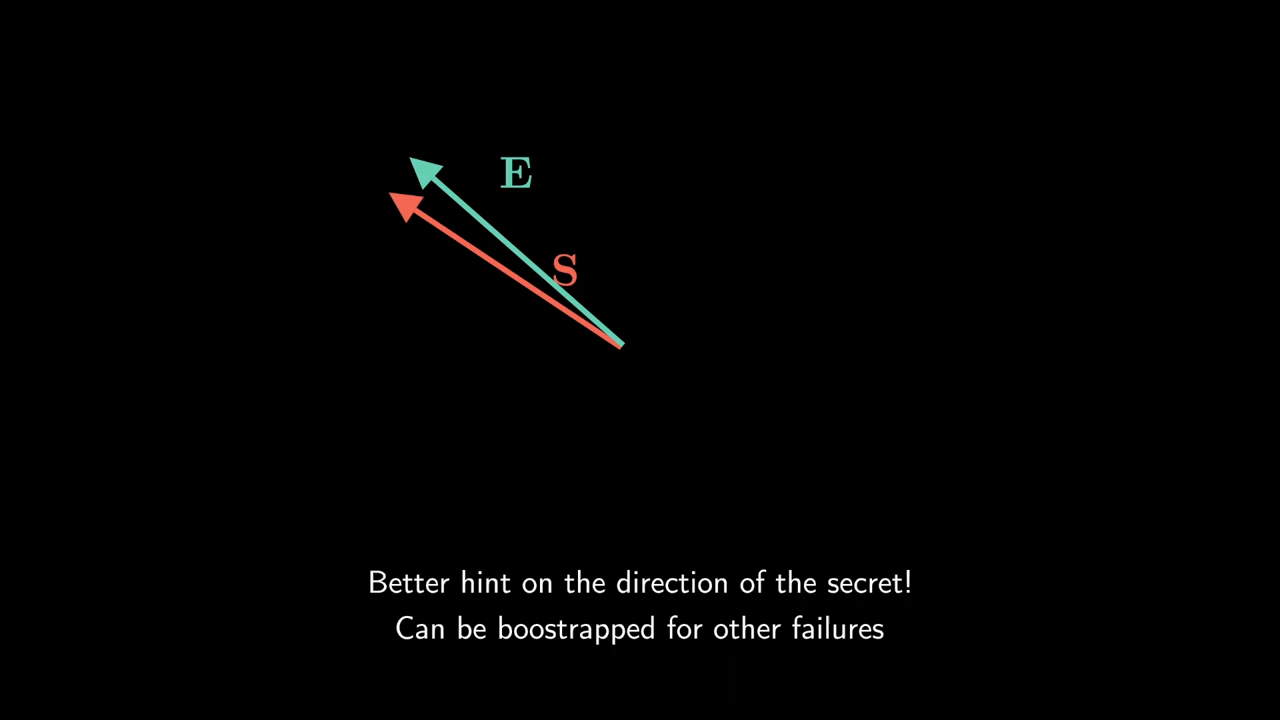 E
S
Better hint on the direction of the secret!
Can be boostrapped for other failures